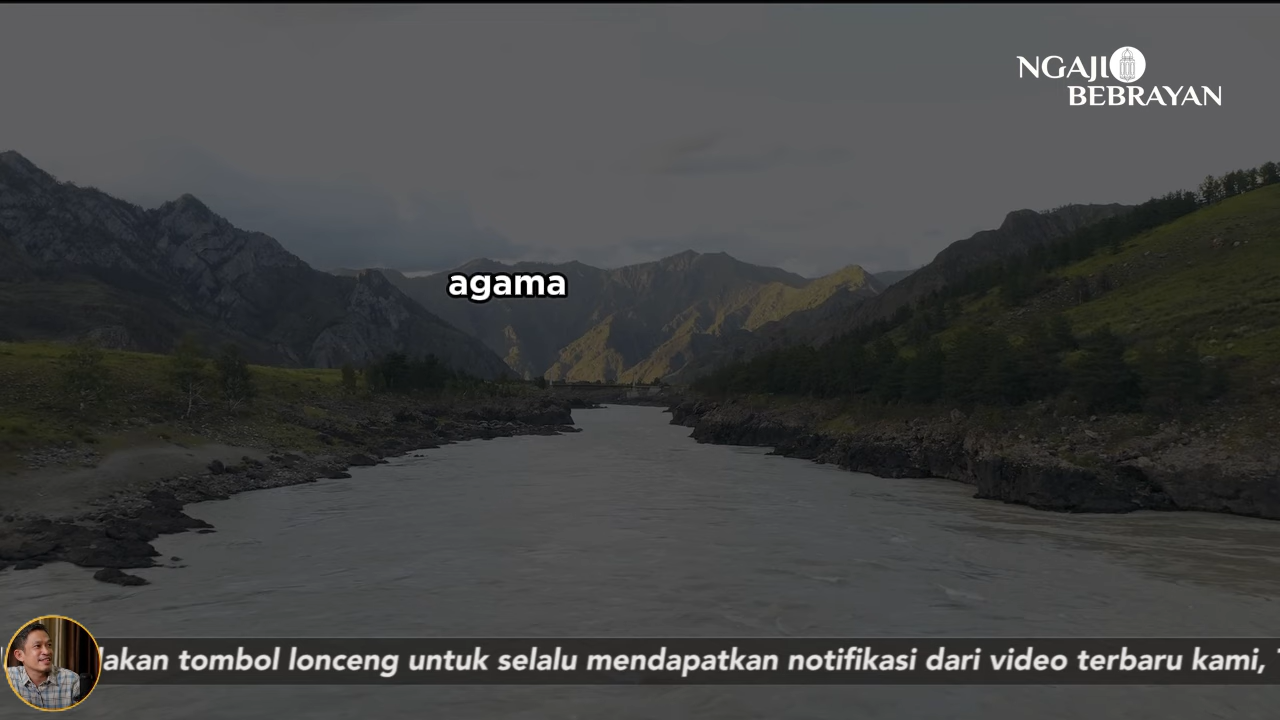 NGAJI
BEBRAYAN
agama
lakan tombol lonceng untuk selalu mendapatkan notifikasi dari video terbaru kami,